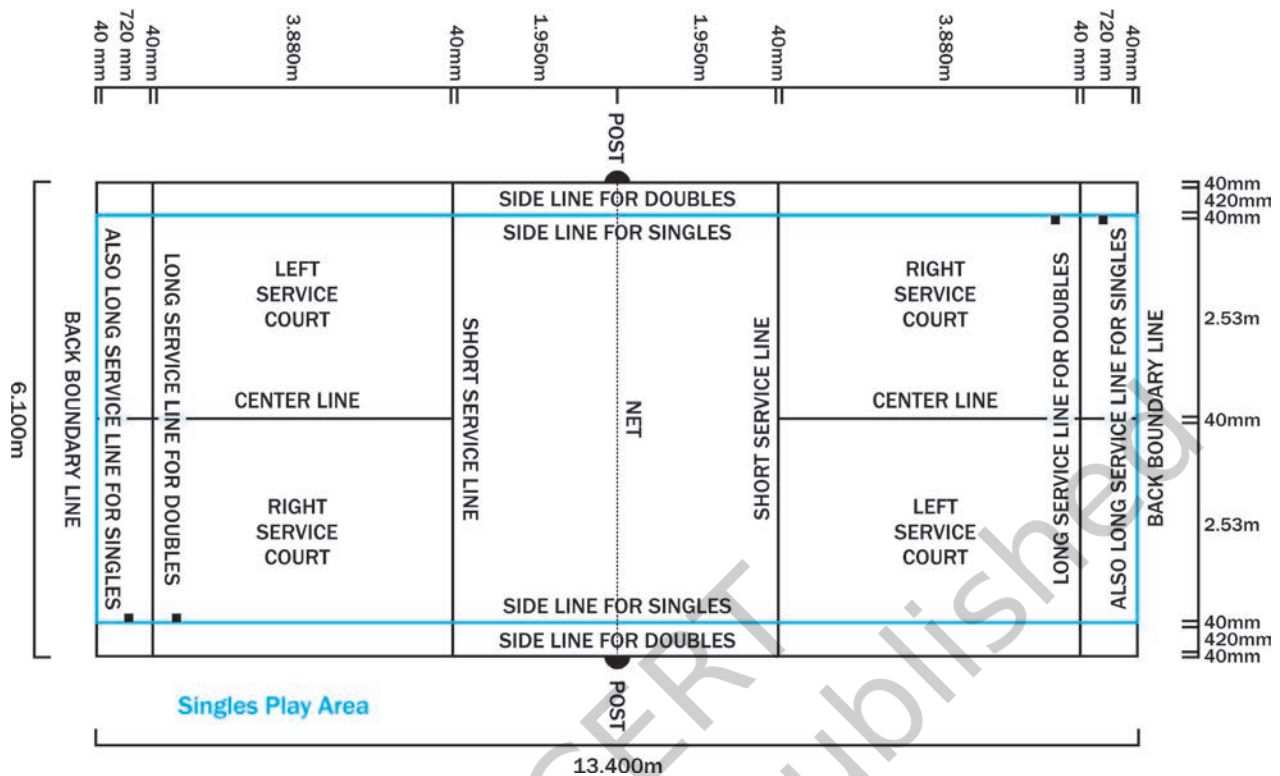 40 mm
720 mm
40mm
3.880m
40mm
1.950m
1.950m
40mm
3.880m
40 mm
720 mm
40mm
POST
SIDE LINE FOR DOUBLES
SIDE LINE FOR SINGLES
40mm
420mm
40mm
ALSO LONG SERVICE LINE FOR SINGLES
LONG SERVICE LINE FOR DOUBLES
LEFT
SERVICE
COURT
RIGHT
SERVICE
COURT
LONG SERVICE LINE FOR DOUBLES
ALSO LONG SERVICE LINE FOR SINGLES
2.53m
BACK BOUNDARY LINE
SHORT SERVICE LINE
NET
SHORT SERVICE LINE
BACK BOUNDARY LINE
6.100m
CENTER LINE
CENTER LINE
40mm
RIGHT
SERVICE
COURT
LEFT
SERVICE
COURT
2.53m
SIDE LINE FOR SINGLES
SIDE LINE FOR DOUBLES
40mm
420mm
40mm
POST
Singles Play Area
13.400m
ublished